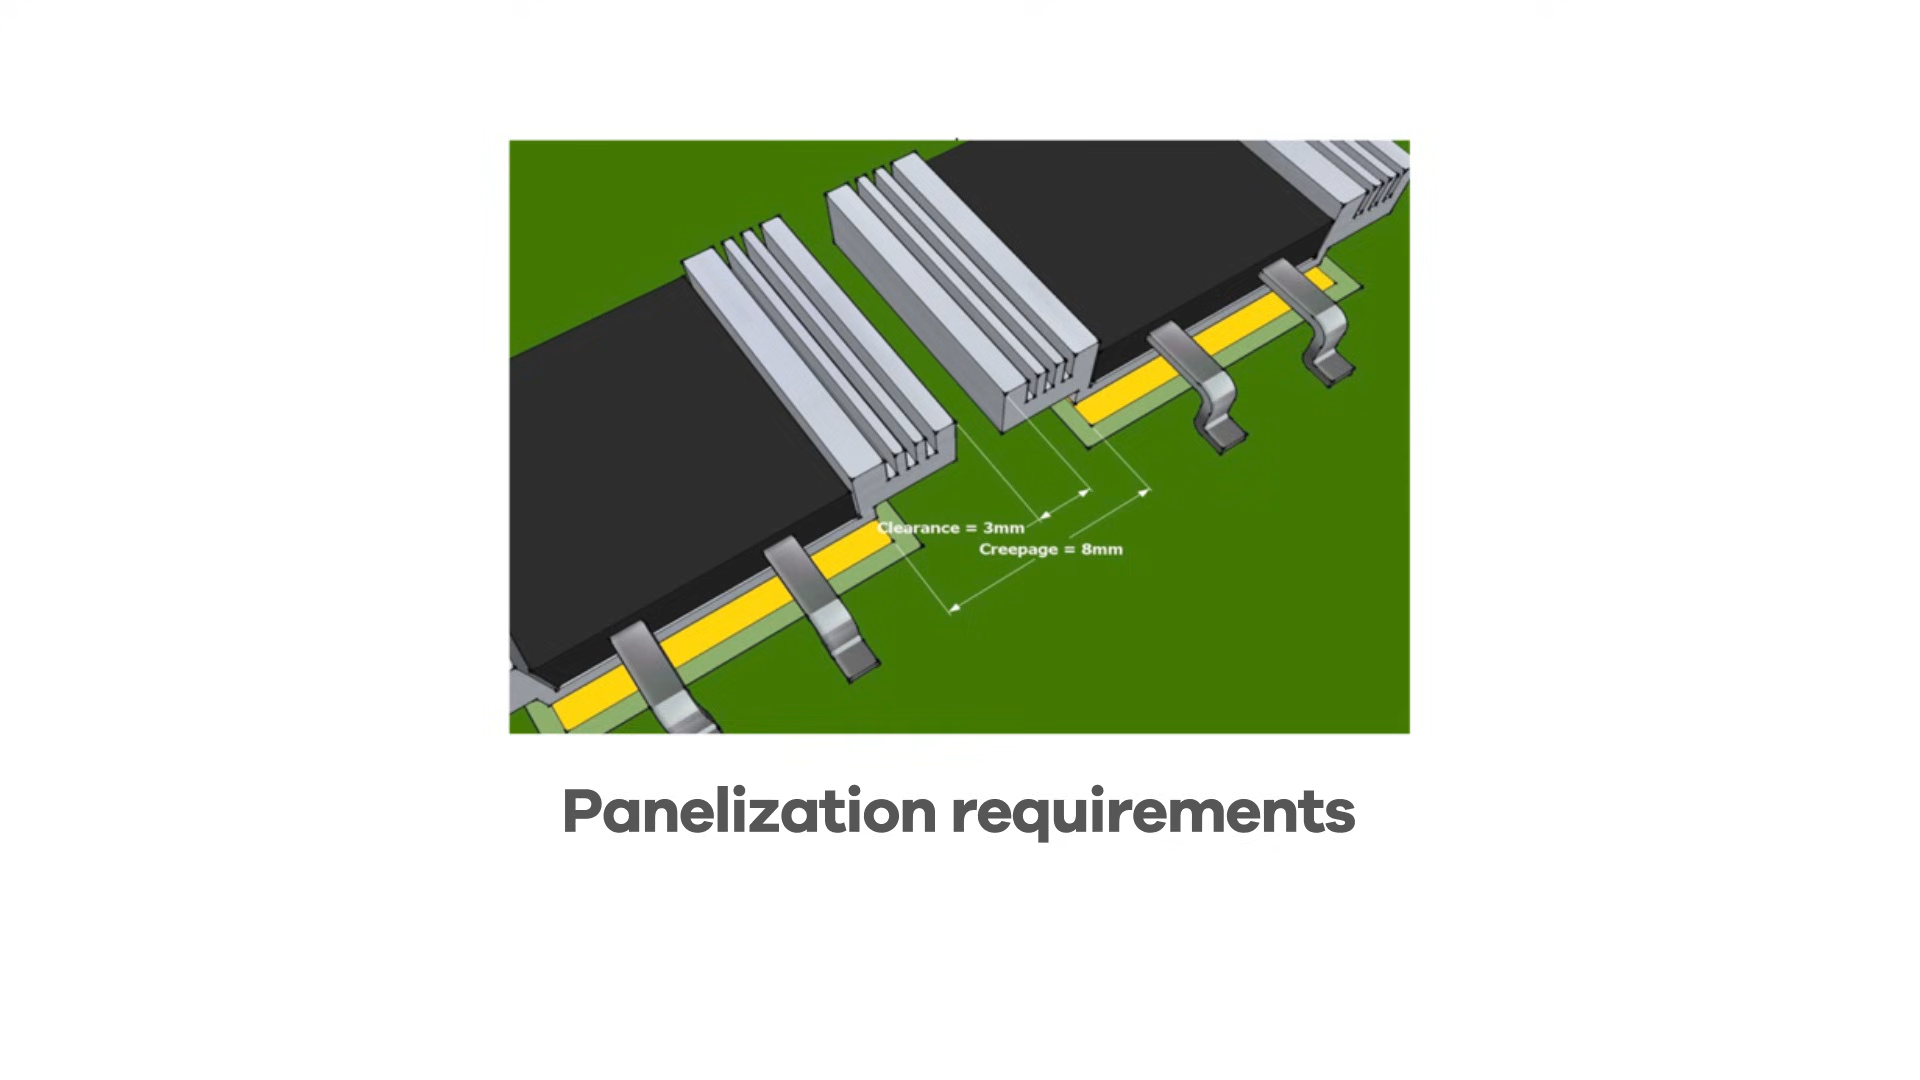 Clearance = 3mm
Creepage = 8mm
Panelization requirements